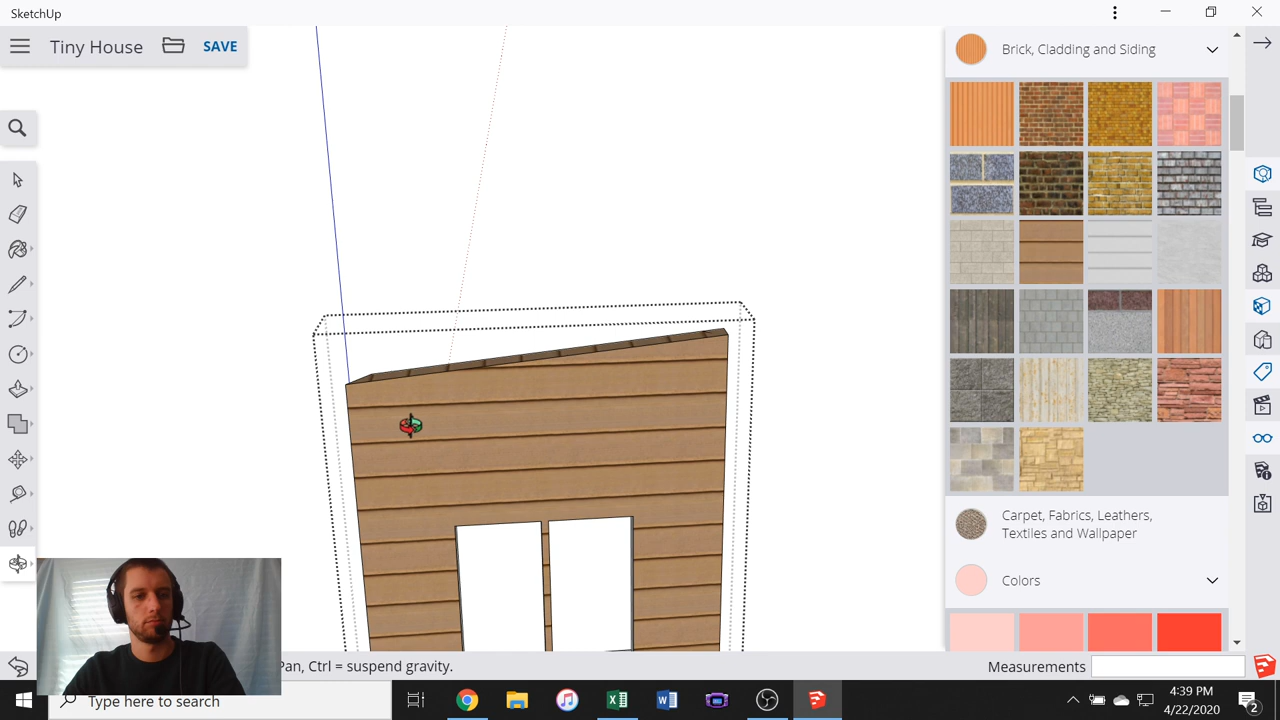 SketchUp
Tiny House
SAVE
Brick, Cladding and Siding
Carpet, Fabrics, Leathers,
Textiles and Wallpaper
Colors
Pan, Ctrl = suspend gravity.
Measurements
Type here to search
4:39 PM
4/22/2020
2